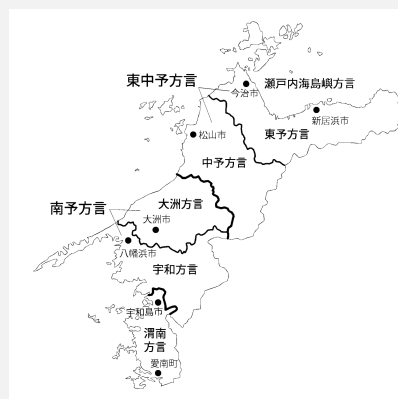 東中予方言
瀬戸内海島嶼方言
今治市
新居浜市
松山市
東予方言
中予方言
南予方言
大洲方言
大洲市
八幡浜市
宇和方言
宇和島市
渭南
方言
愛南町